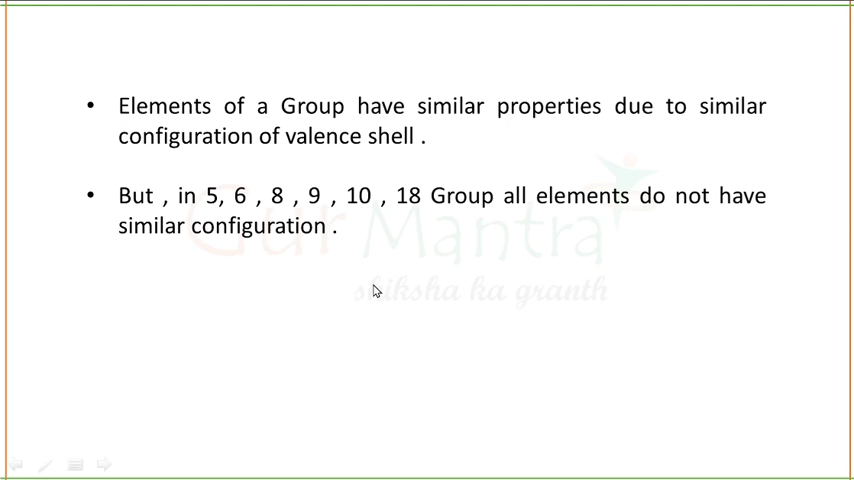 • Elements of a Group have similar properties due to similar
configuration of valence shell .
• But , in 5, 6 , 8 , 9 , 10 , 18 Group all elements do not have
similar configuration .
Gur Mantra
shiksha ka granth